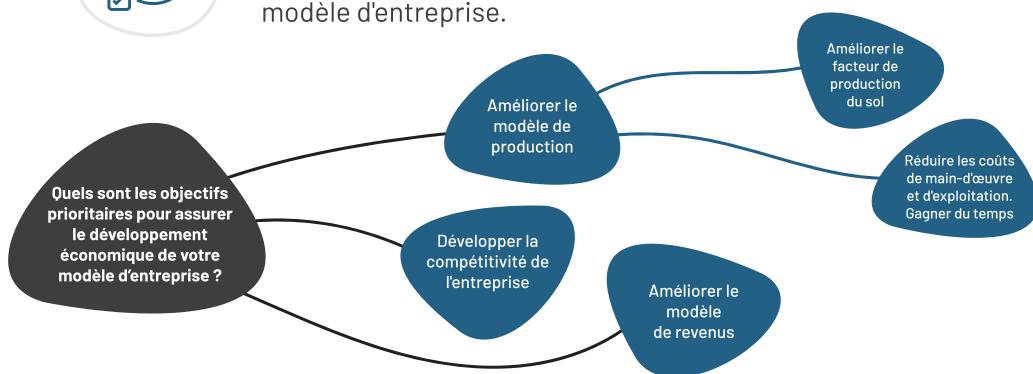 modèle d'entreprise.
Améliorer le
facteur de
production
du sol
Améliorer le
modèle de
production
Réduire les coûts
de main-d'œuvre
et d'exploitation.
Gagner du temps
Quels sont les objectifs
prioritaires pour assurer
le développement
économique de votre
modèle d'entreprise ?
Développer la
compétitivité de
l'entreprise
Améliorer le
modèle
de revenus